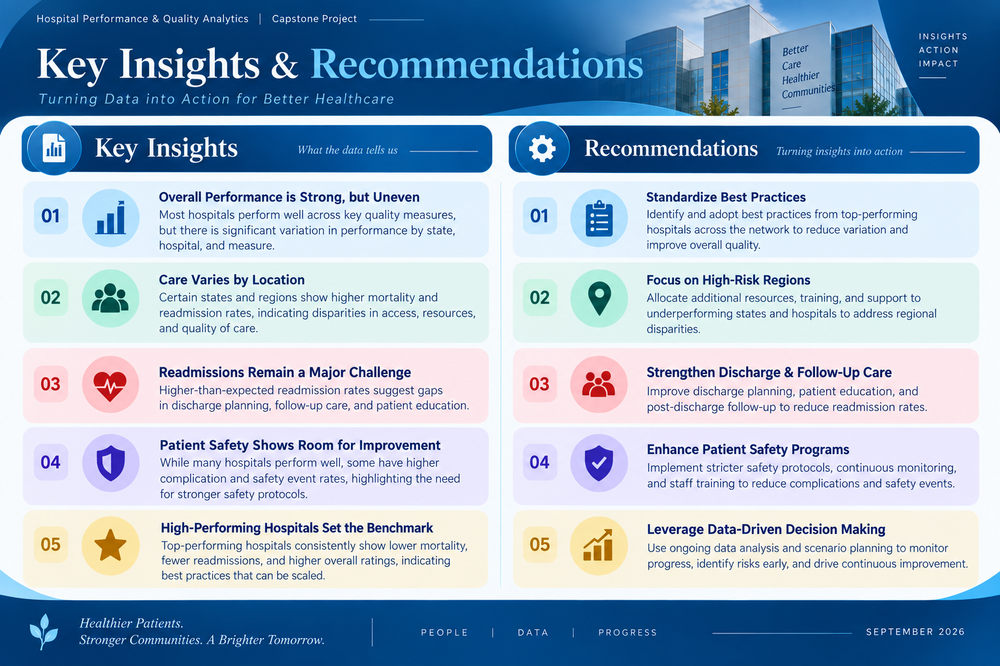 Hospital Performance & Quality Analytics | Capstone Project
Key Insights & Recommendations
Turning Data into Action for Better Healthcare
Better
Care
Healthier
Communities
INSIGHTS
ACTION
IMPACT
Key Insights
What the data tells us
01
Overall Performance is Strong, but Uneven
Most hospitals perform well across key quality measures,
but there is significant variation in performance by state,
hospital, and measure.
02
Care Varies by Location
Certain states and regions show higher mortality and
readmission rates, indicating disparities in access, resources,
and quality of care.
03
Readmissions Remain a Major Challenge
Higher-than-expected readmission rates suggest gaps
in discharge planning, follow-up care, and patient education.
04
Patient Safety Shows Room for Improvement
While many hospitals perform well, some have higher
complication and safety event rates, highlighting the need
for stronger safety protocols.
05
High-Performing Hospitals Set the Benchmark
Top-performing hospitals consistently show lower mortality,
fewer readmissions, and higher overall ratings, indicating
best practices that can be scaled.
Recommendations
Turning insights into action
01
Standardize Best Practices
Identify and adopt best practices from top-performing
hospitals across the network to reduce variation and
improve overall quality.
02
Focus on High-Risk Regions
Allocate additional resources, training, and support to
underperforming states and hospitals to address regional
disparities.
03
Strengthen Discharge & Follow-Up Care
Improve discharge planning, patient education, and
post-discharge follow-up to reduce readmission rates.
04
Enhance Patient Safety Programs
Implement stricter safety protocols, continuous monitoring,
and staff training to reduce complications and safety events.
05
Leverage Data-Driven Decision Making
Use ongoing data analysis and scenario planning to monitor
progress, identify risks early, and drive continuous improvement.
Healthier Patients.
Stronger Communities. A Brighter Tomorrow.
PEOPLE | DATA | PROGRESS
SEPTEMBER 2026